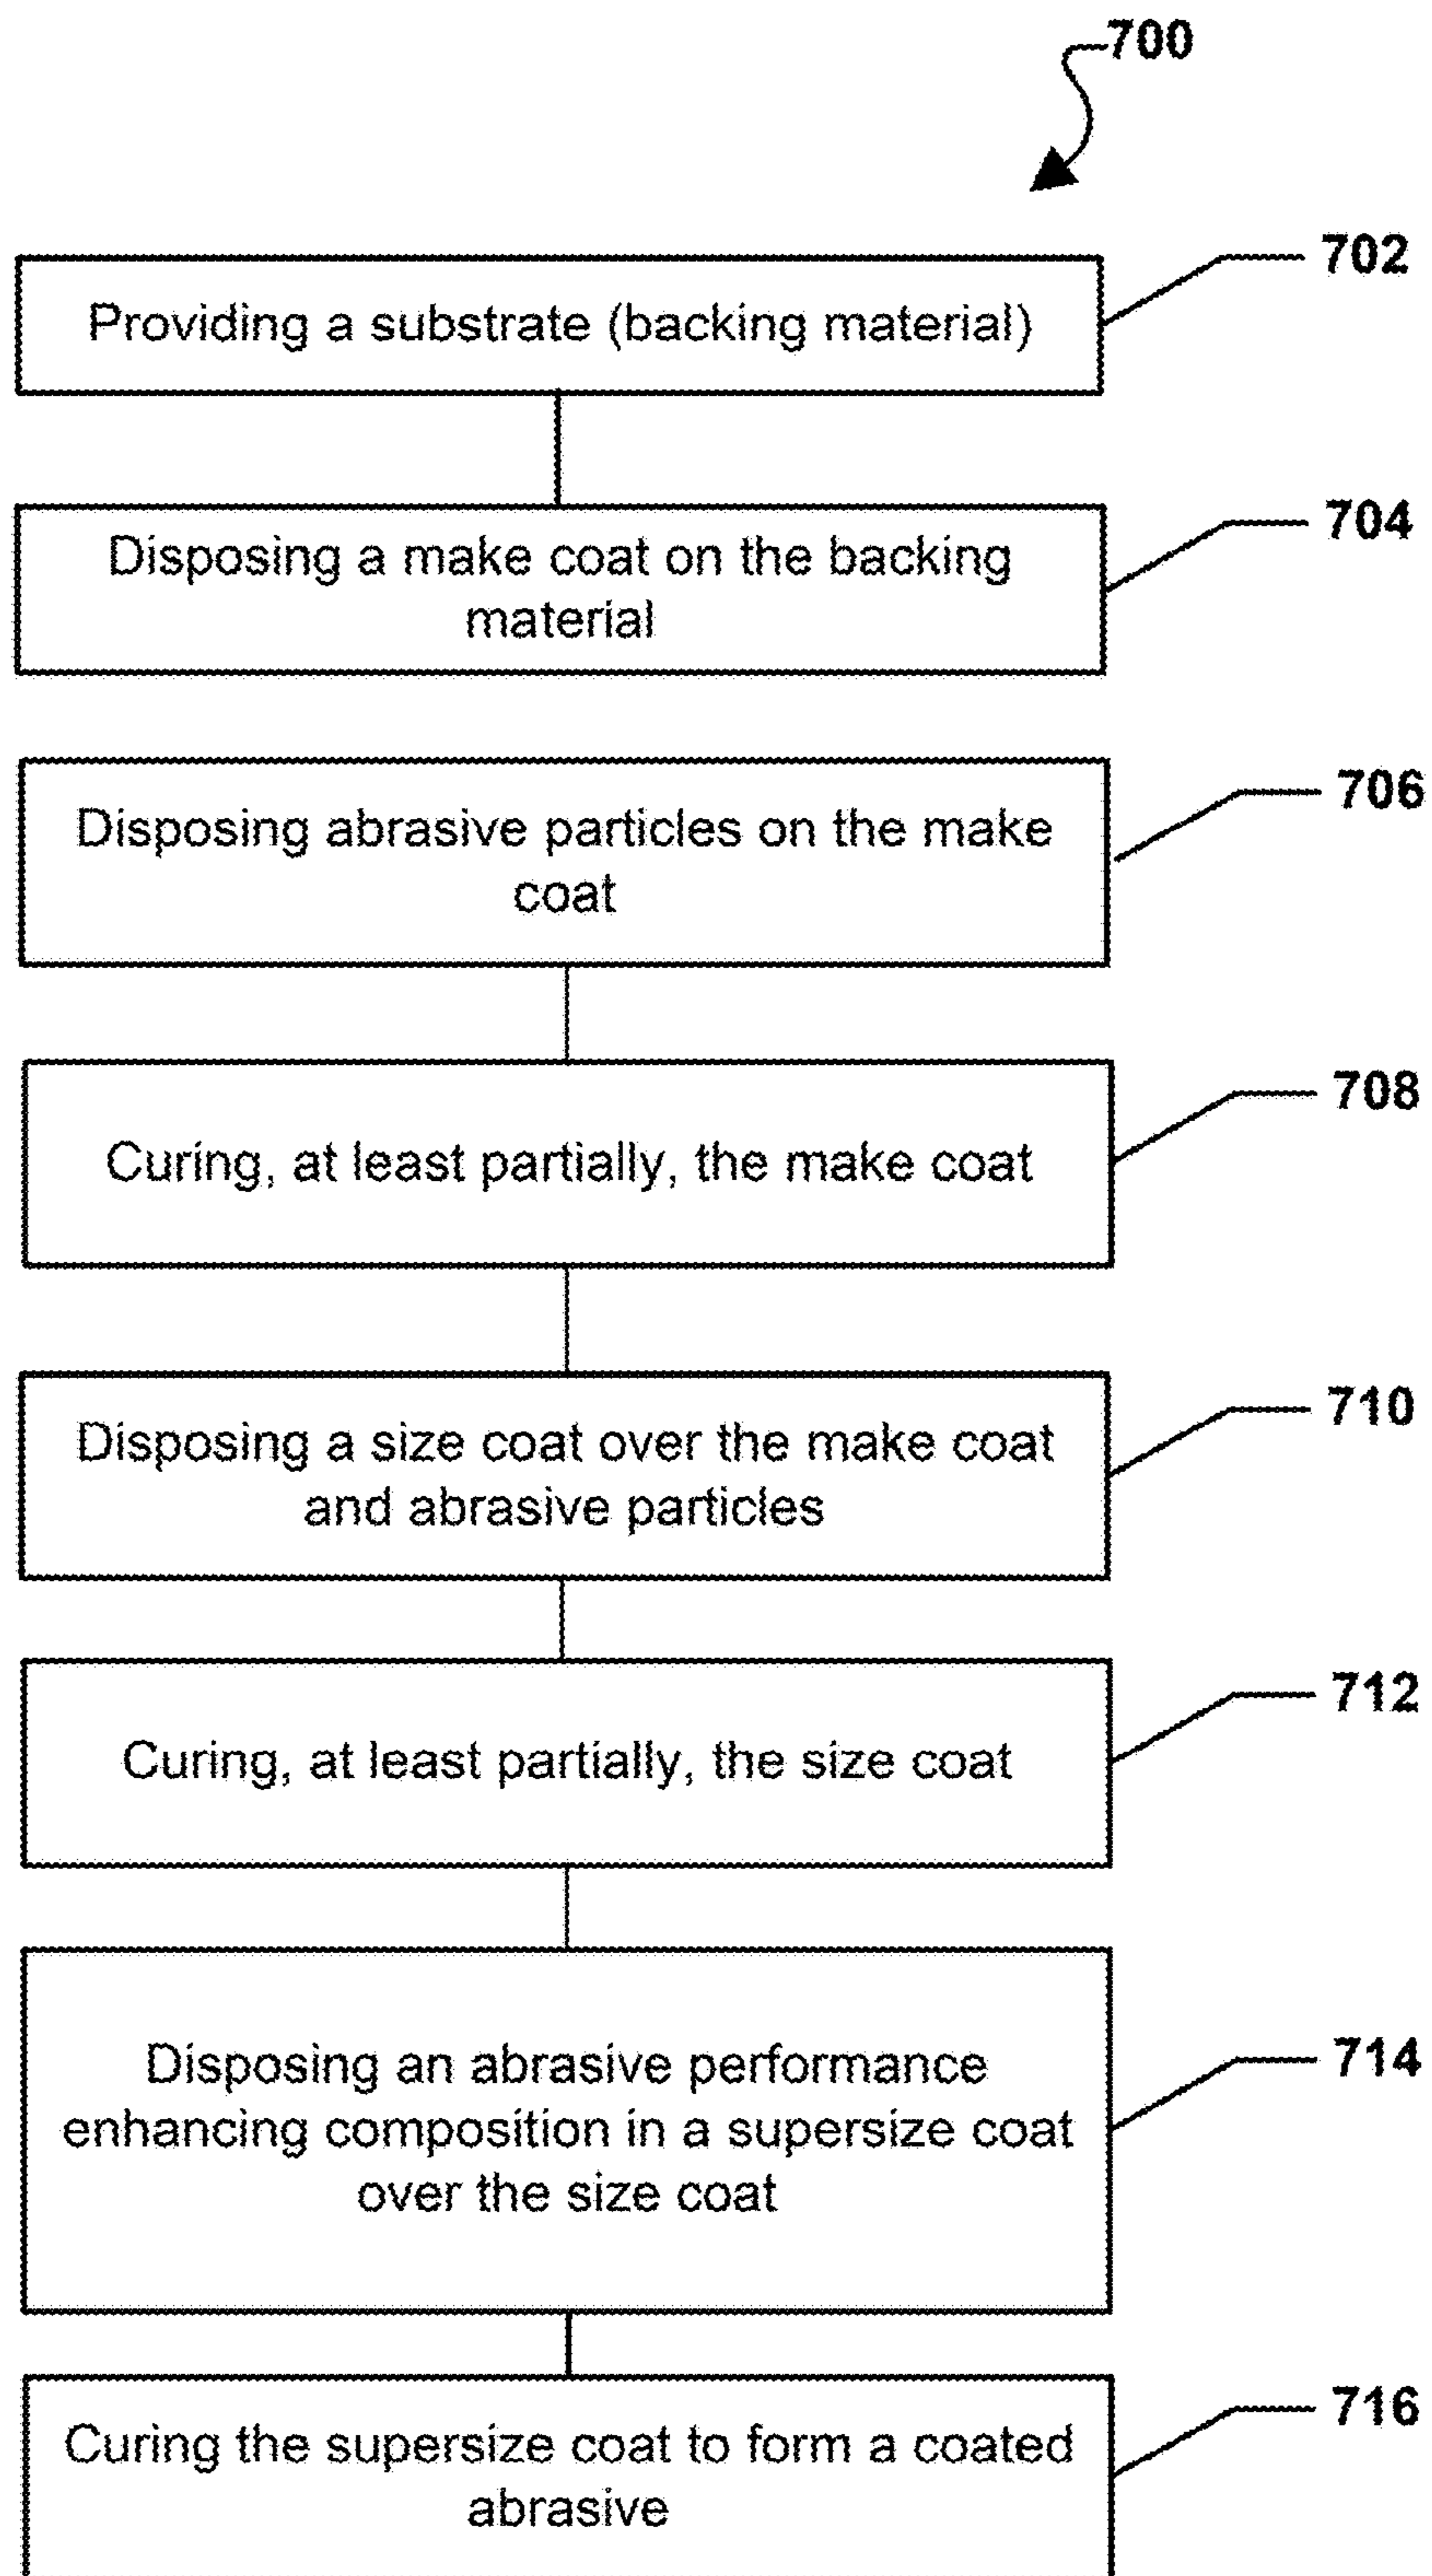 700
Providing a substrate (backing material)
702
Disposing a make coat on the backing
material
704
Disposing abrasive particles on the make
coat
706
Curing, at least partially, the make coat
708
Disposing a size coat over the make coat
and abrasive particles
710
Curing, at least partially, the size coat
712
Disposing an abrasive performance
enhancing composition in a supersize coat
over the size coat
714
Curing the supersize coat to form a coated
abrasive
716